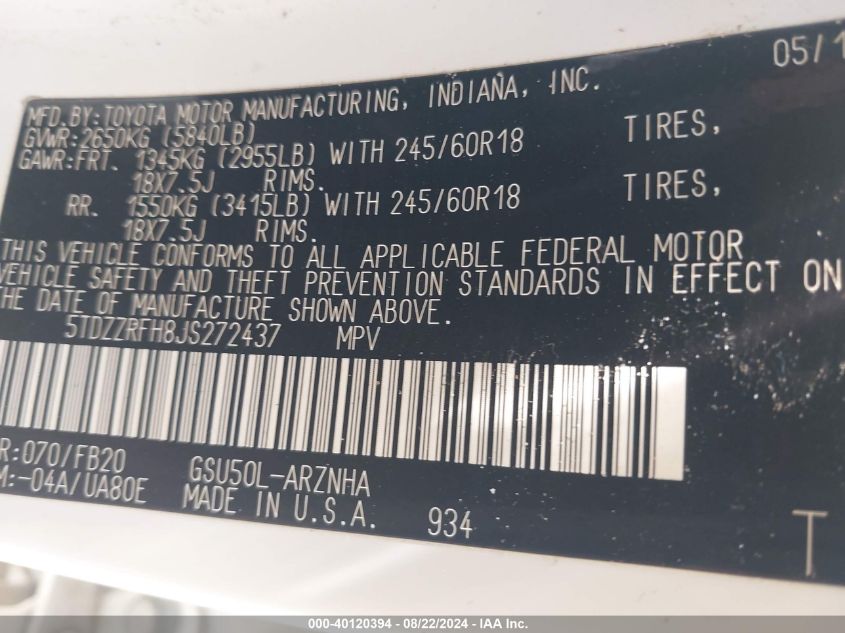 05/1
MFD.BY:TOYOTA MOTOR MANUFACTURING, INDIANA, INC.
GVWR:2650KG (5840LB)
GAWR:FRT. 1345KG (2955LB) WITH 245/60R18 TIRES,
18X7.5J RIMS.
RR. 1550KG (3415LB) WITH 245/60R18 TIRES,
18X7.5J RIMS.
THIS VEHICLE CONFORMS TO ALL APPLICABLE FEDERAL MOTOR
VEHICLE SAFETY AND THEFT PREVENTION STANDARDS IN EFFECT ON
THE DATE OF MANUFACTURE SHOWN ABOVE.
5TDZZRFH8JS272437 MPV
R:070/FB20 GSU50L-ARZNHA
M:-04A/UA80E MADE IN U.S.A. 934
T
000-40120394 - 08/22/2024 - IAA Inc.